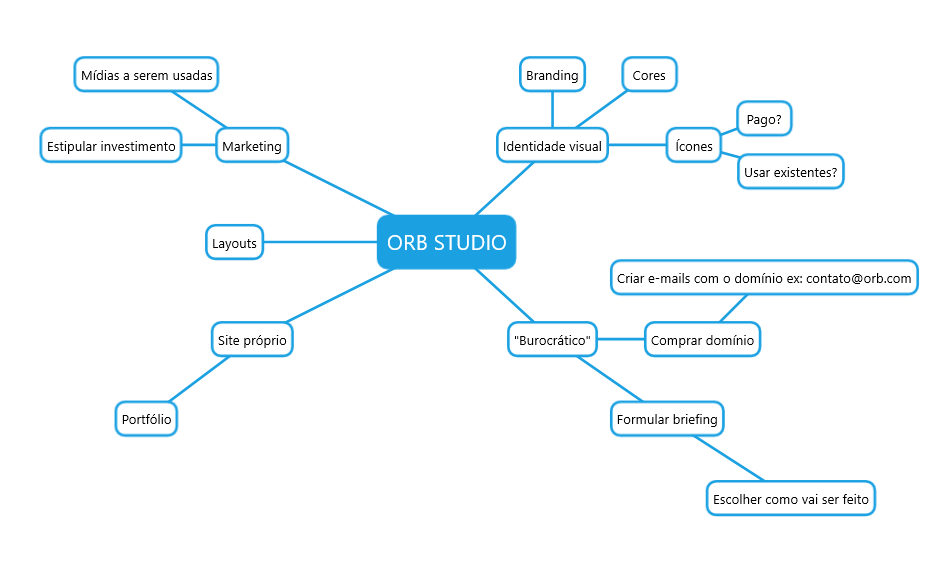 Mídias a serem usadas
Branding
Cores
Pago?
Estipular investimento
Marketing
Identidade visual
Ícones
Usar existentes?
ORB STUDIO
Layouts
Criar e-mails com o domínio ex: contato@orb.com
Site próprio
"Burocrático"
Comprar domínio
Portfólio
Formular briefing
Escolher como vai ser feito